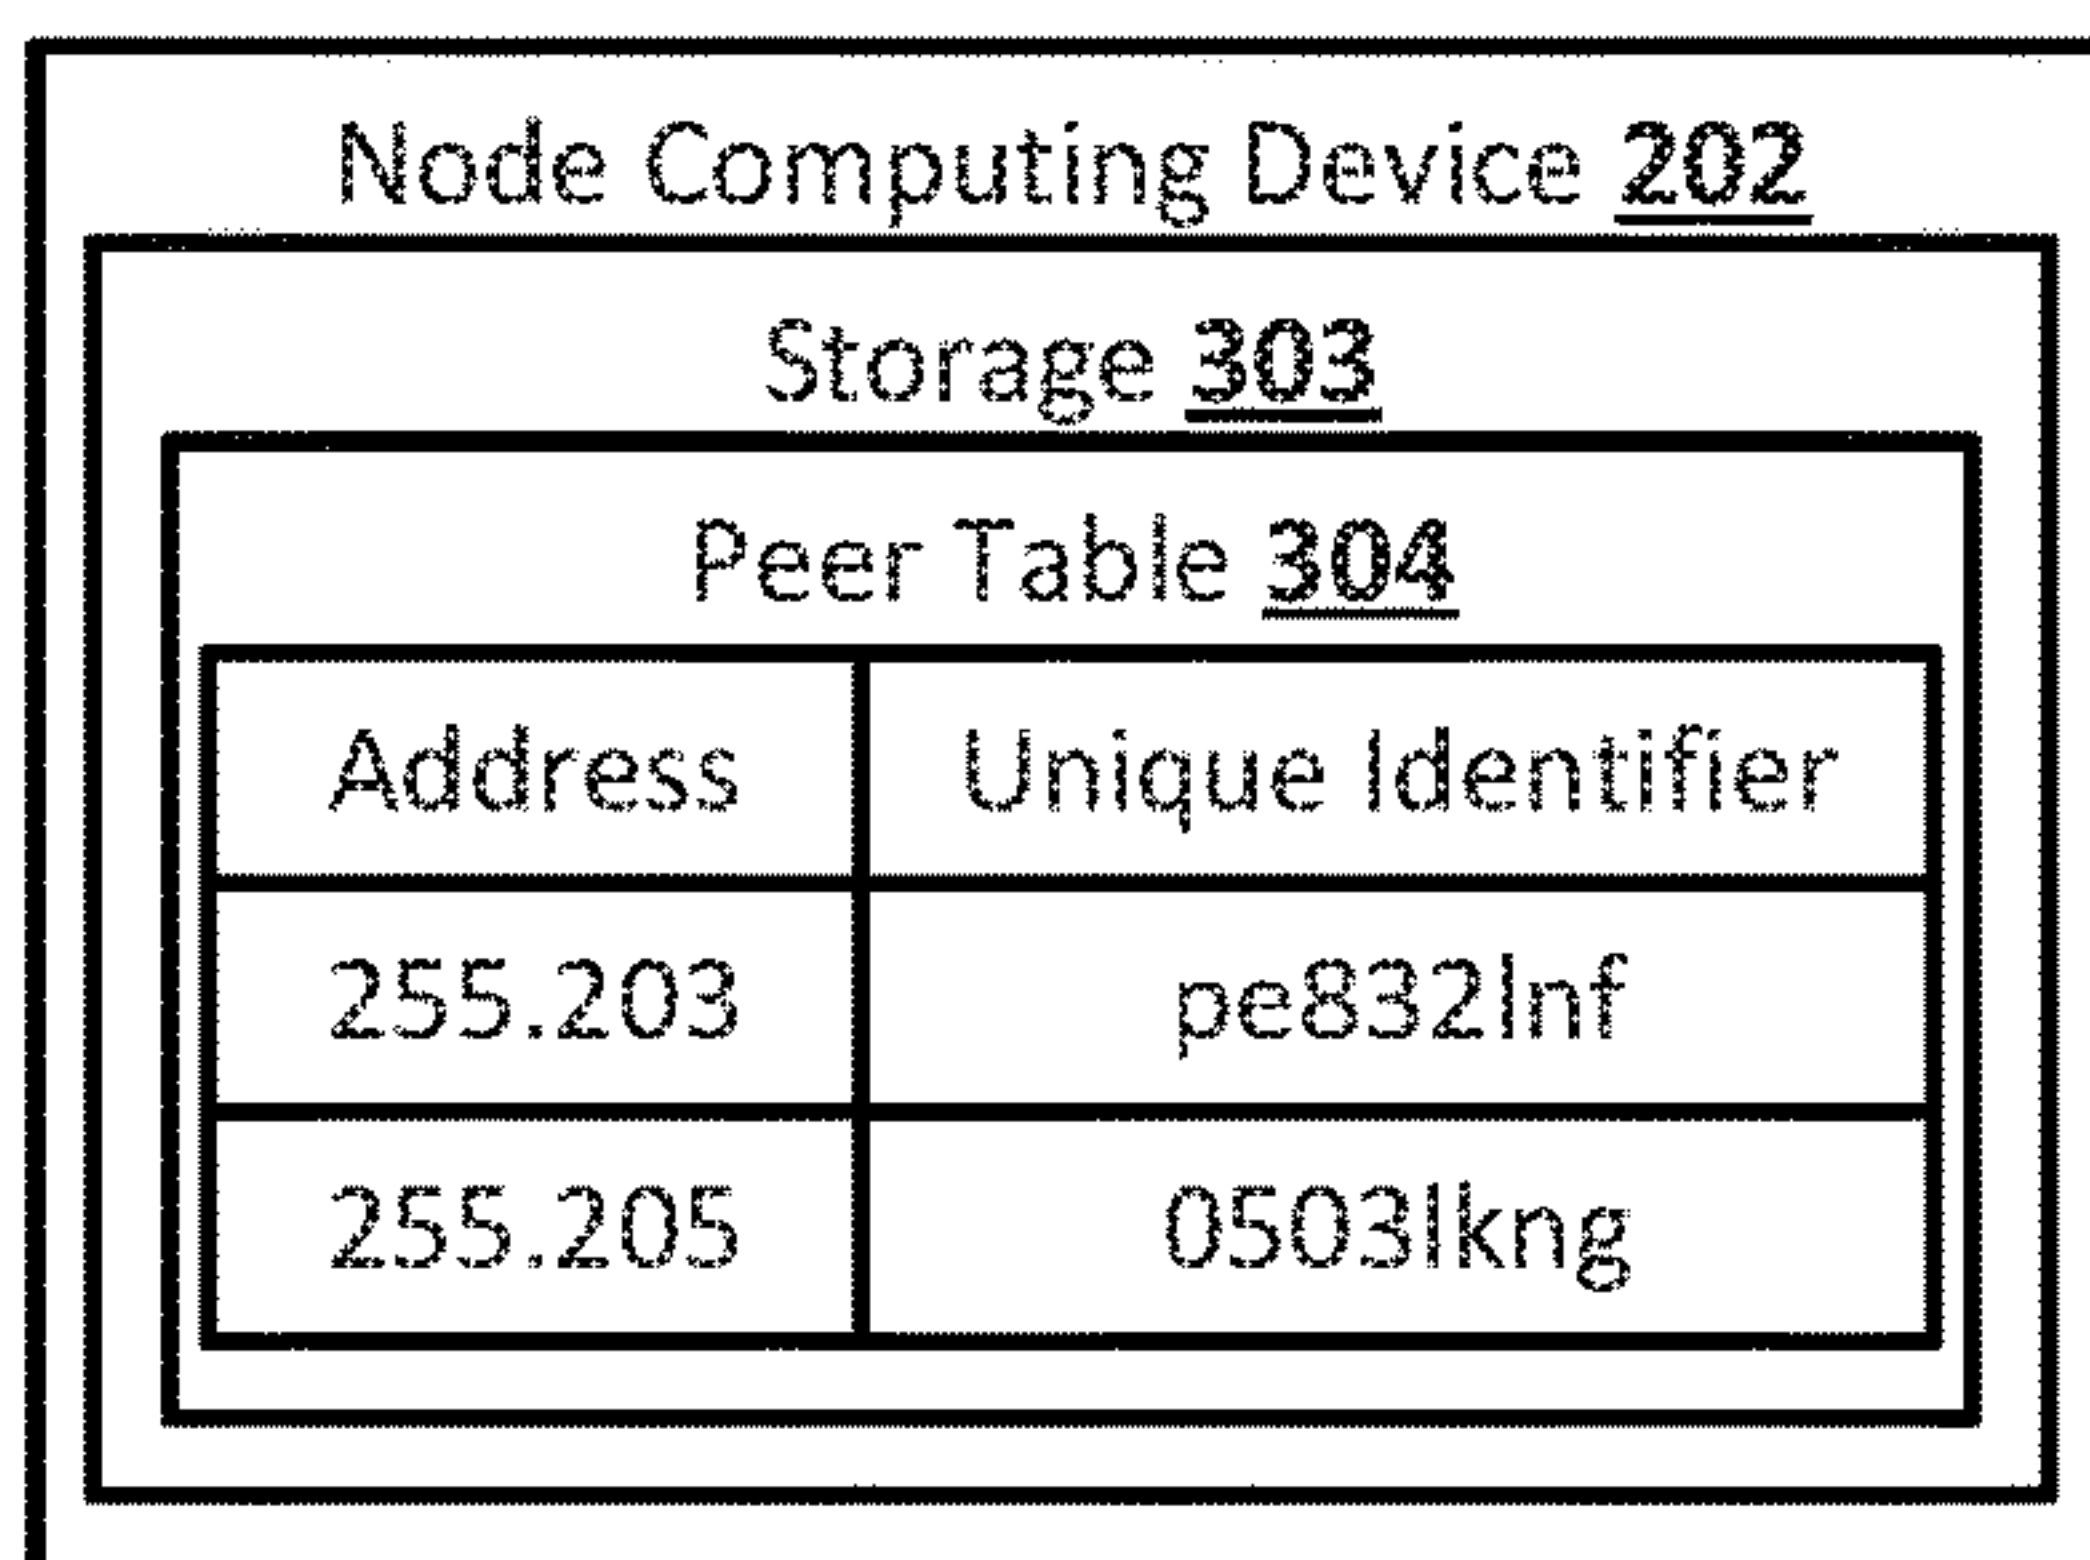 Node Computing Device 202
Storage 303
Peer Table 304
Address Unique Identifier
255.203 pe832lnf
255.205 0503lkng